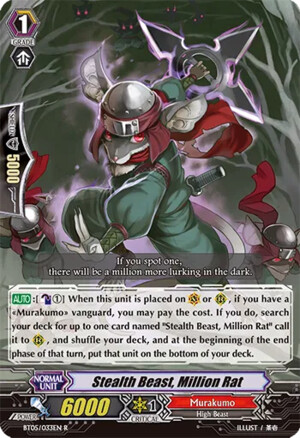 1
GRADE
SHIELD
5000
If you spot one,
there will be a million more lurking in the dark.
AUTO :[ 1] When this unit is placed on or , if you have a
«Murakumo» vanguard, you may pay the cost. If you do, search
your deck for up to one card named "Stealth Beast, Million Rat" call
it to , and shuffle your deck, and at the beginning of the end
phase of that turn, put that unit on the bottom of your deck.
NORMAL
UNIT
Stealth Beast, Million Rat
POWER
6000
1
CRITICAL
Murakumo
High Beast
BT05/033EN R
ILLUST / 茶壱